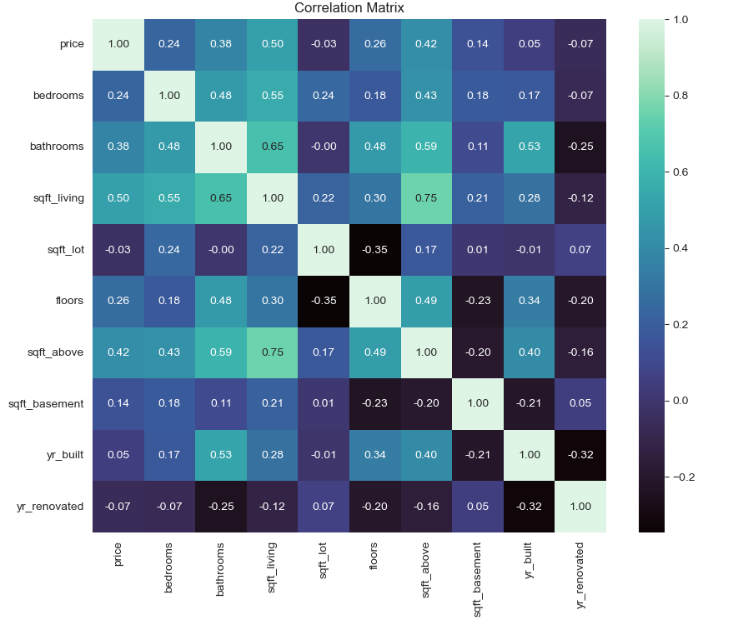 Correlation Matrix
price 1.00 0.24 0.38 0.50 -0.03 0.26 0.42 0.14 0.05 -0.07
bedrooms 0.24 1.00 0.48 0.55 0.24 0.18 0.43 0.18 0.17 -0.07
bathrooms 0.38 0.48 1.00 0.65 -0.00 0.48 0.59 0.11 0.53 -0.25
sqft_living 0.50 0.55 0.65 1.00 0.22 0.30 0.75 0.21 0.28 -0.12
sqft_lot -0.03 0.24 -0.00 0.22 1.00 -0.35 0.17 0.01 -0.01 0.07
floors 0.26 0.18 0.48 0.30 -0.35 1.00 0.49 -0.23 0.34 -0.20
sqft_above 0.42 0.43 0.59 0.75 0.17 0.49 1.00 -0.20 0.40 -0.16
sqft_basement 0.14 0.18 0.11 0.21 0.01 -0.23 -0.20 1.00 -0.21 0.05
yr_built 0.05 0.17 0.53 0.28 -0.01 0.34 0.40 -0.21 1.00 -0.32
yr_renovated -0.07 -0.07 -0.25 -0.12 0.07 -0.20 -0.16 0.05 -0.32 1.00
price
bedrooms
bathrooms
sqft_living
sqft_lot
floors
sqft_above
sqft_basement
yr_built
yr_renovated
1.0
0.8
0.6
0.4
0.2
0.0
−0.2